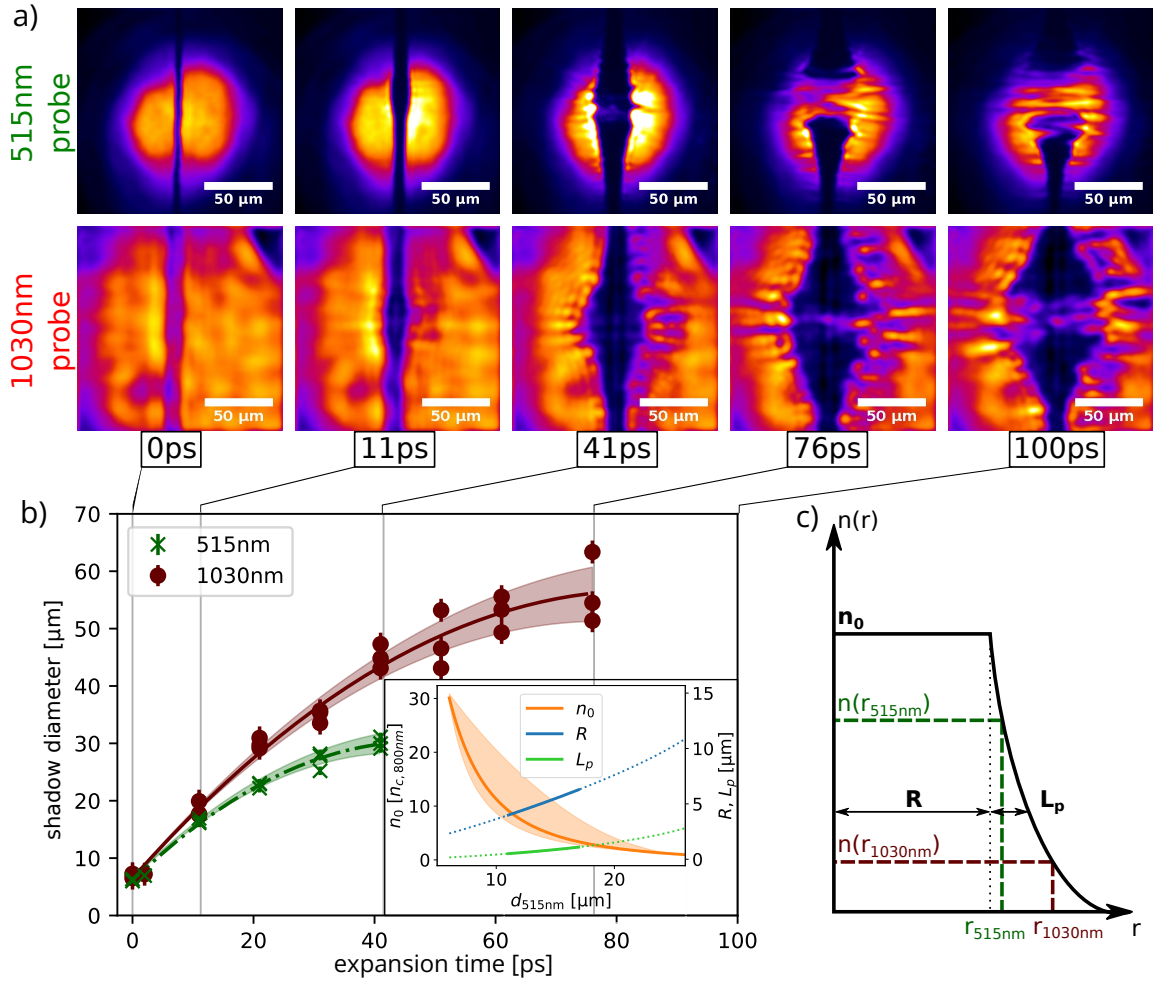 a)
515nm
probe
50 µm
50 µm
50 µm
50 µm
50 µm
1030nm
probe
50 µm
50 µm
50 µm
50 µm
50 µm
0ps
11ps
41ps
76ps
100ps
b)
70
60
50
40
30
20
10
0
shadow diameter [µm]
515nm
1030nm
0
20
40
60
80
100
expansion time [ps]
30
20
10
0
n₀ [n_c,800nm]
n₀
R
Lₚ
15
10
5
0
R, Lₚ [µm]
10
20
d₅₁₅ₙₘ [µm]
c)
n(r)
n₀
n(r₅₁₅ₙₘ)
R
Lₚ
n(r₁₀₃₀ₙₘ)
r₅₁₅ₙₘ
r₁₀₃₀ₙₘ
r